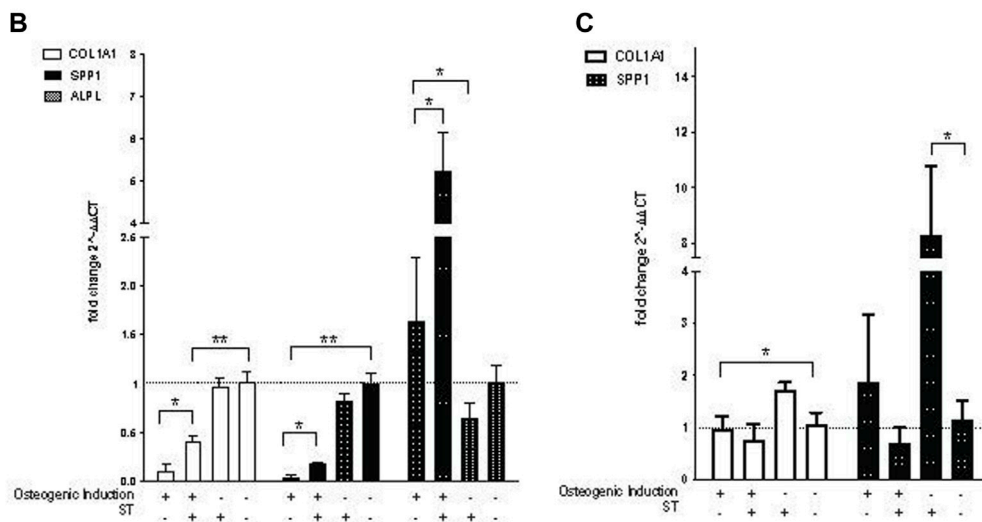 B
COL1A1
SPP1
ALPL
8
6
4
2.6
2.0
1.6
1
0.6
0.0
fold change 2^-ΔΔCT
*
**
*
**
*
*
Osteogenic Induction + + - - + + - - + + - -
ST - + + - - + + - - + + -
C
COL1A1
SPP1
14
12
10
8
4
3
2
1
0
fold change 2^-ΔΔCT
*
*
Osteogenic Induction + + - - + + - -
ST - + + - - + + -